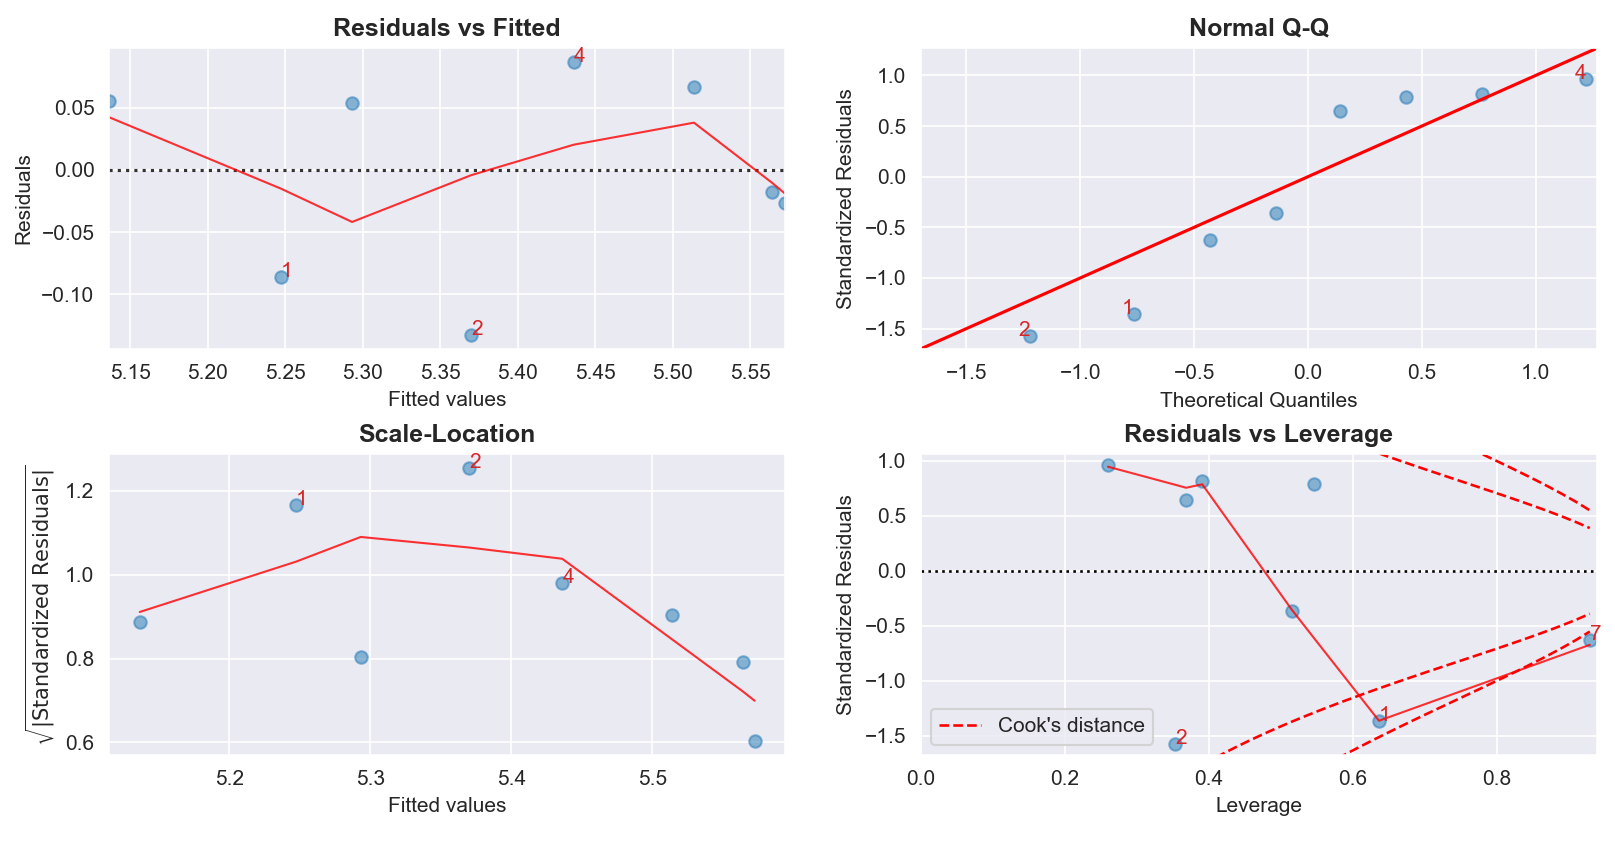 Residuals vs Fitted
Residuals
0.05
0.00
−0.05
−0.10
4
1
2
5.15 5.20 5.25 5.30 5.35 5.40 5.45 5.50 5.55
Fitted values
Normal Q-Q
Standardized Residuals
1.0
0.5
0.0
−0.5
−1.0
−1.5
4
1
2
−1.5 −1.0 −0.5 0.0 0.5 1.0
Theoretical Quantiles
Scale-Location
√|Standardized Residuals|
1.2
1.0
0.8
0.6
2
1
4
5.2 5.3 5.4 5.5
Fitted values
Residuals vs Leverage
Standardized Residuals
1.0
0.5
0.0
−0.5
−1.0
−1.5
7
1
2
Cook's distance
0.0 0.2 0.4 0.6 0.8
Leverage